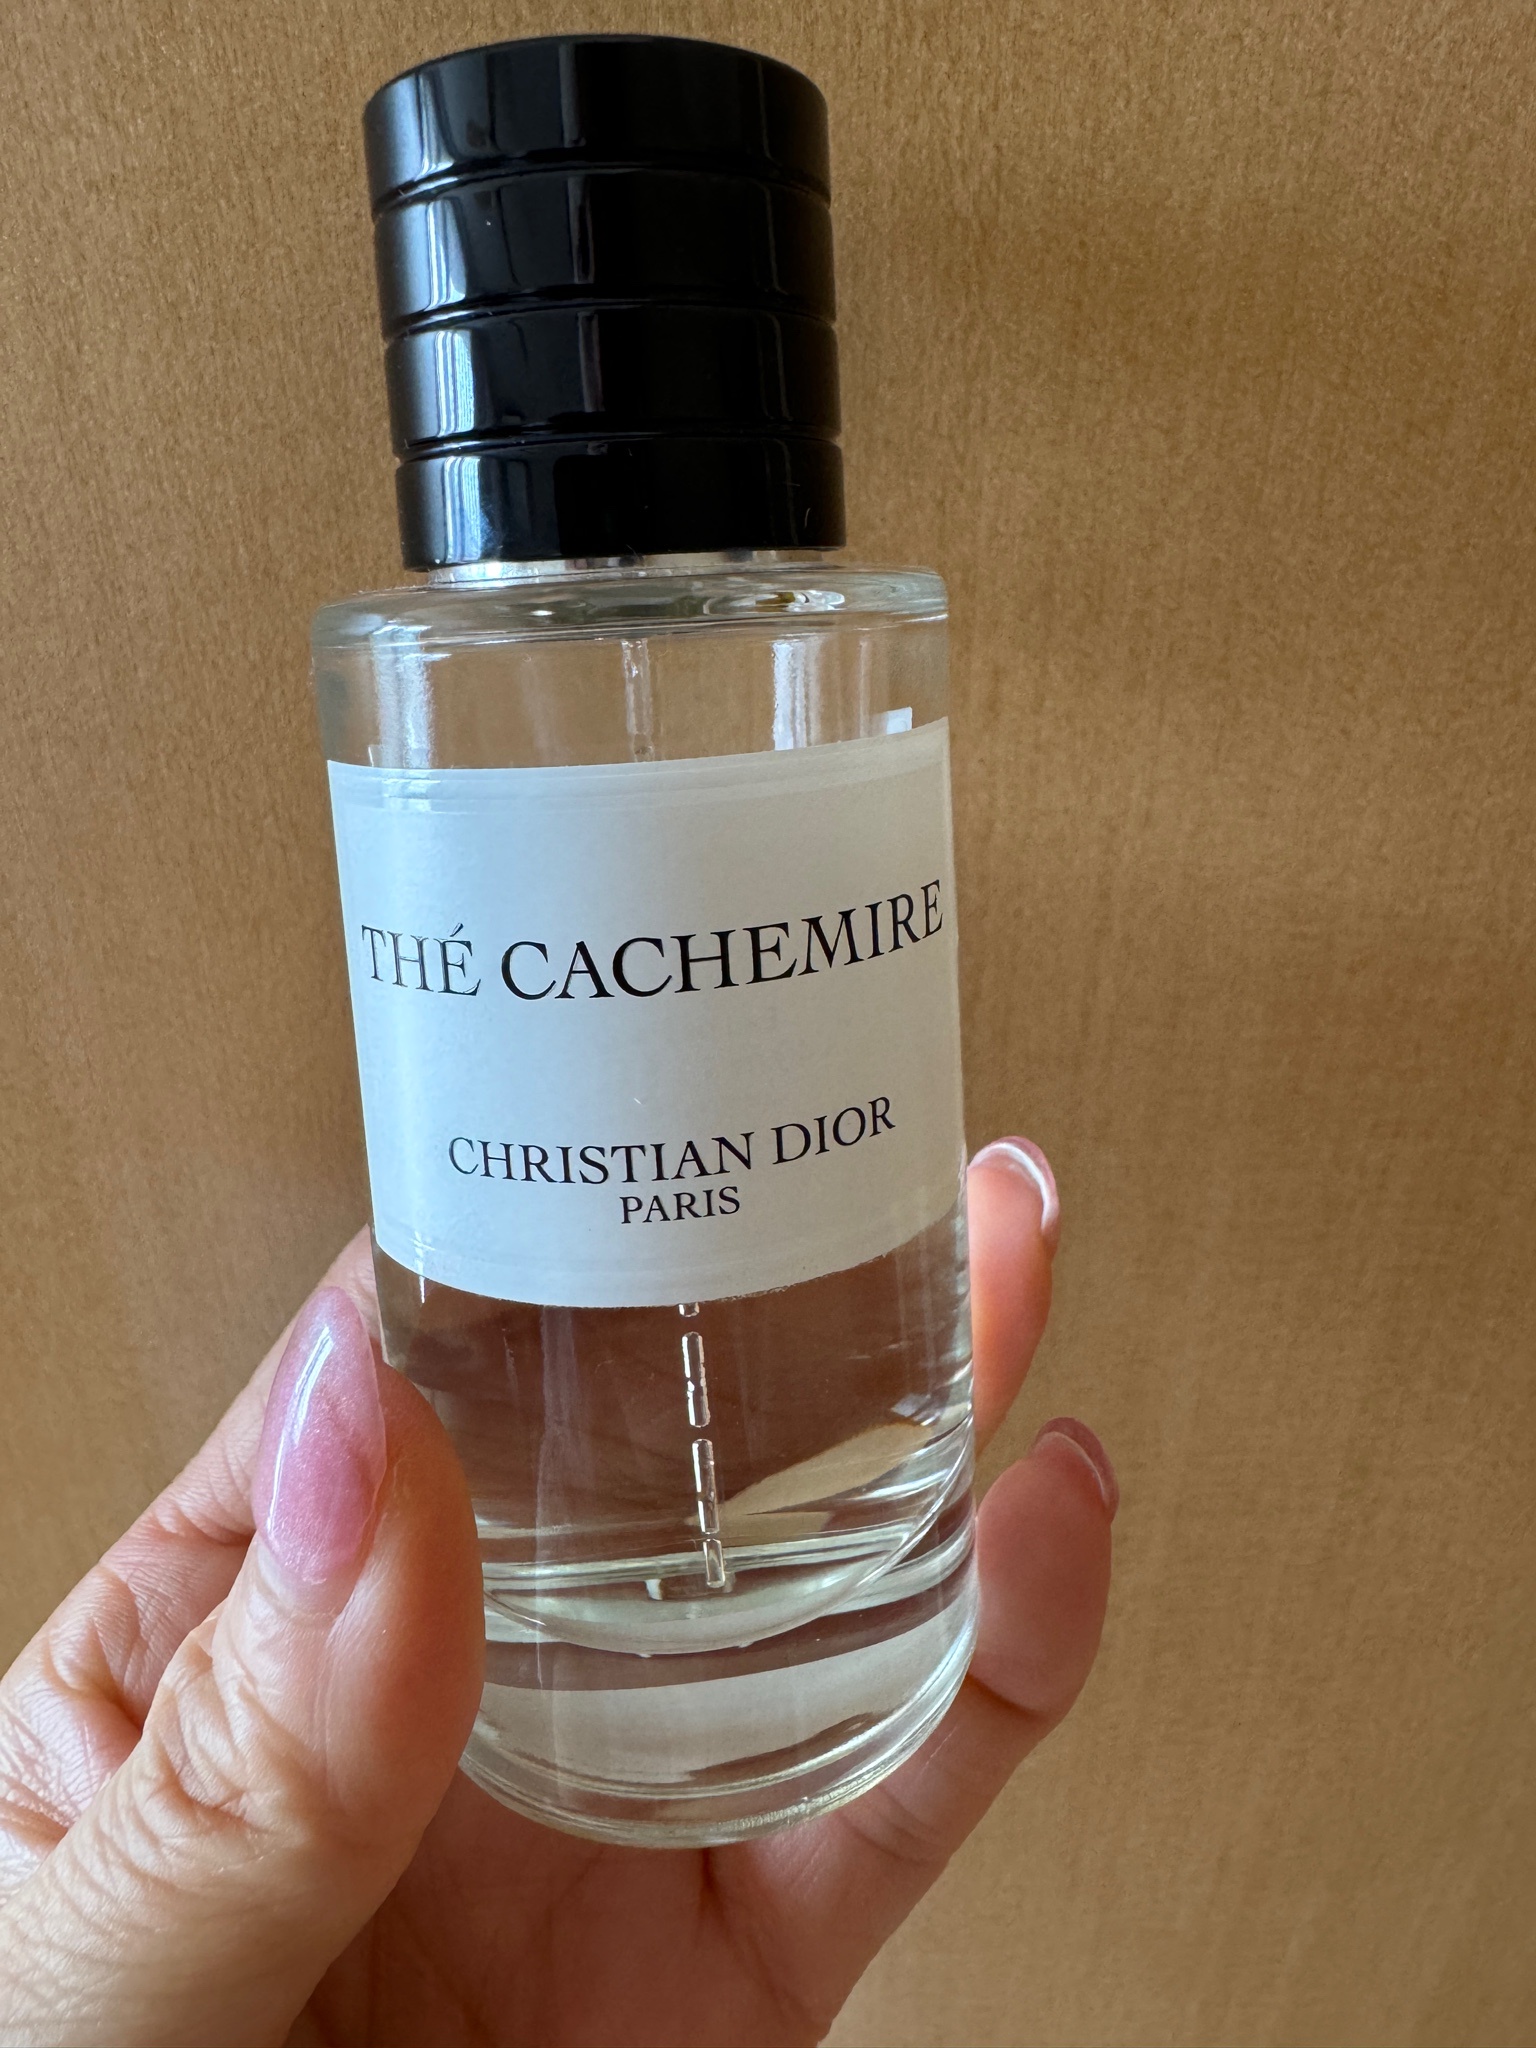 THÉ CACHEMIRE
CHRISTIAN DIOR
PARIS